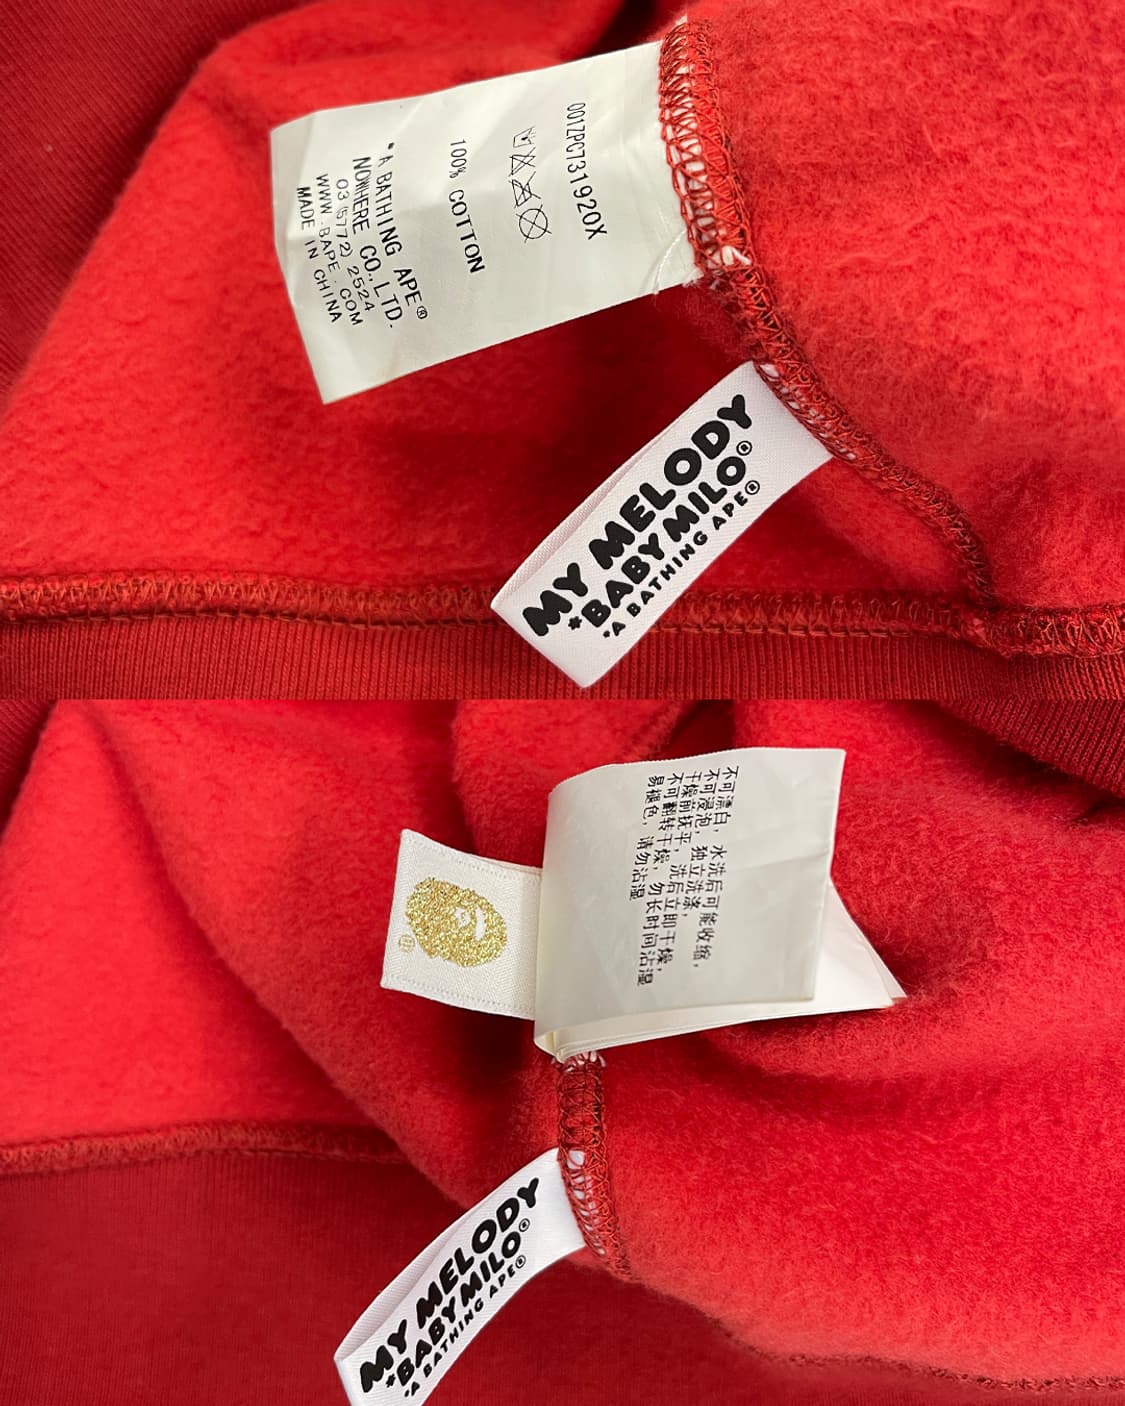 001ZPC731920X
100% COTTON
*A BATHING APE®
NOWHERE CO., LTD.
03(5772) 2524
WWW.BAPE.COM
MADE IN CHINA
MY MELODY
*BABY MILO®
*A BATHING APE®
不可漂白，水洗后可能收缩，
不可浸泡，独立洗涤，
干燥前抚平，洗后立即干燥，
不可翻转干燥，勿长时间沾湿
易褪色，请勿沾湿
®
MY MELODY
*BABY MILO®
*A BATHING APE®